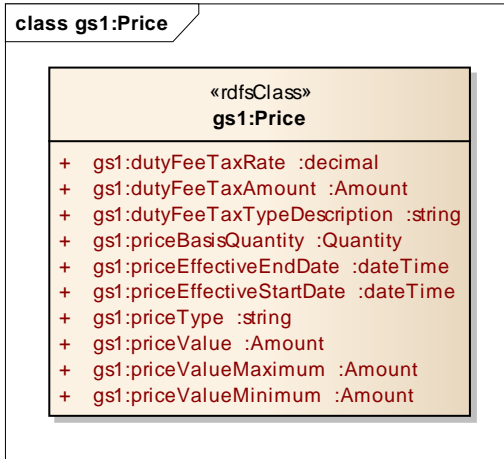 class gs1:Price
«rdfsClass»
gs1:Price
+ gs1:dutyFeeTaxRate :decimal
+ gs1:dutyFeeTaxAmount :Amount
+ gs1:dutyFeeTaxTypeDescription :string
+ gs1:priceBasisQuantity :Quantity
+ gs1:priceEffectiveEndDate :dateTime
+ gs1:priceEffectiveStartDate :dateTime
+ gs1:priceType :string
+ gs1:priceValue :Amount
+ gs1:priceValueMaximum :Amount
+ gs1:priceValueMinimum :Amount